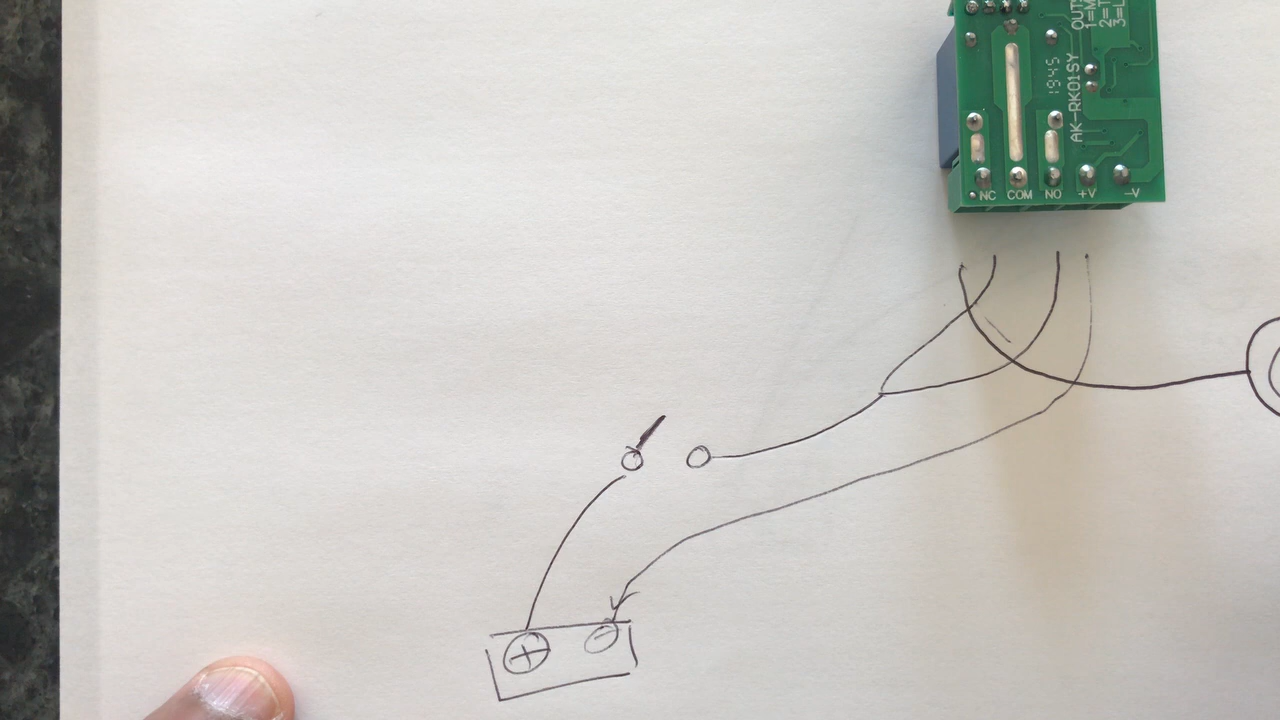 OUT
1=M
2=T
3=L
1945
AK-RK01SY
NC COM NO +V -V
+ -